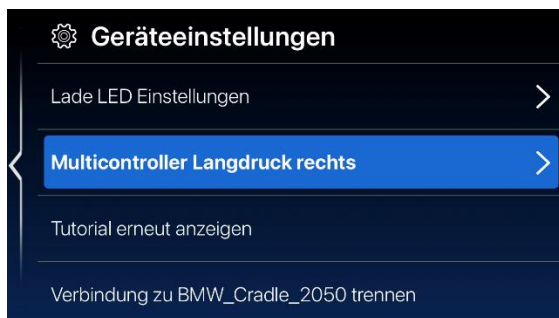 Geräteeinstellungen
Lade LED Einstellungen
Multicontroller Langdruck rechts
Tutorial erneut anzeigen
Verbindung zu BMW_Cradle_2050 trennen